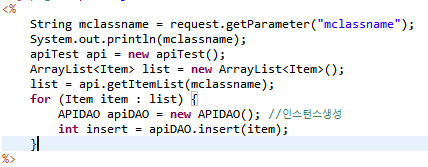 <%
String mclassname = request.getParameter("mclassname");
System.out.println(mclassname);
apiTest api = new apiTest();
ArrayList<Item> list = new ArrayList<Item>();
list = api.getItemList(mclassname);
for (Item item : list) {
APIDAO apiDAO = new APIDAO(); //인스턴스생성
int insert = apiDAO.insert(item);
}
%>